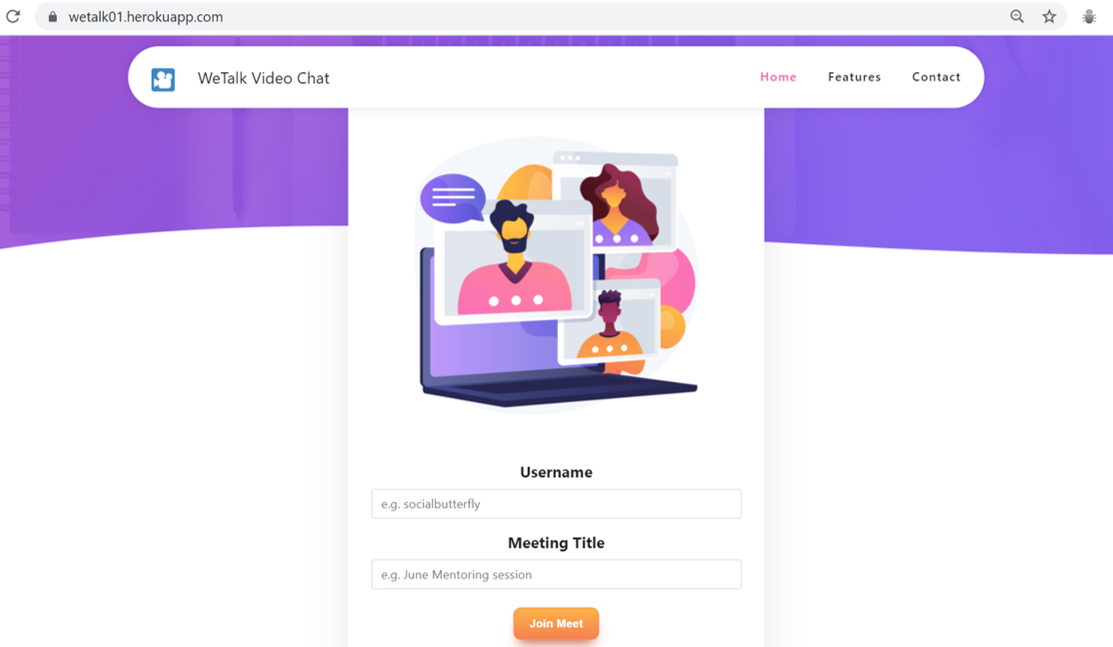 wetalk01.herokuapp.com
WeTalk Video Chat
Home Features Contact
Username
e.g. socialbutterfly
Meeting Title
e.g. June Mentoring session
Join Meet